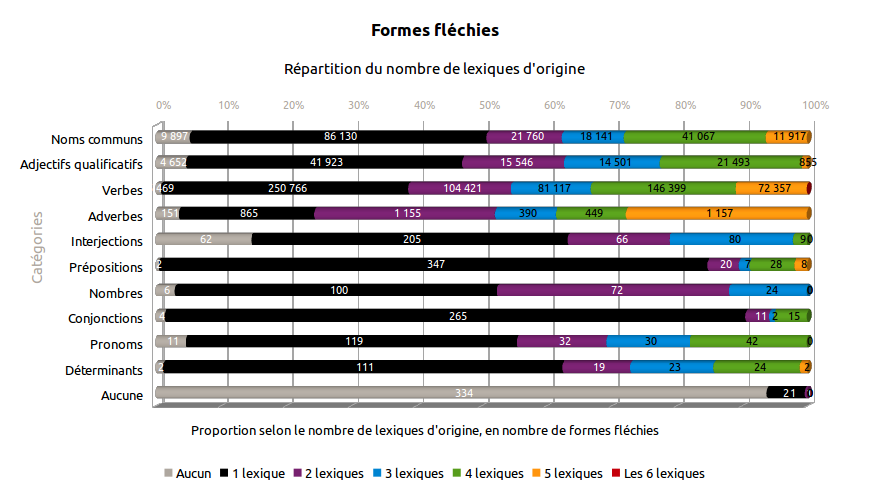 Formes fléchies
Répartition du nombre de lexiques d'origine
0% 10% 20% 30% 40% 50% 60% 70% 80% 90% 100%
Catégories
Noms communs 9 897 86 130 21 760 18 141 41 067 11 917
Adjectifs qualificatifs 4 652 41 923 15 546 14 501 21 493 855
Verbes 469 250 766 104 421 81 117 146 399 72 357
Adverbes 151 865 1 155 390 449 1 157
Interjections 62 205 66 80 9 0
Prépositions 2 347 20 7 28 8
Nombres 6 100 72 24 0
Conjonctions 4 265 11 2 15
Pronoms 11 119 32 30 42 0
Déterminants 2 111 19 23 24 2
Aucune 334 21 0
Proportion selon le nombre de lexiques d'origine, en nombre de formes fléchies
Aucun 1 lexique 2 lexiques 3 lexiques 4 lexiques 5 lexiques Les 6 lexiques